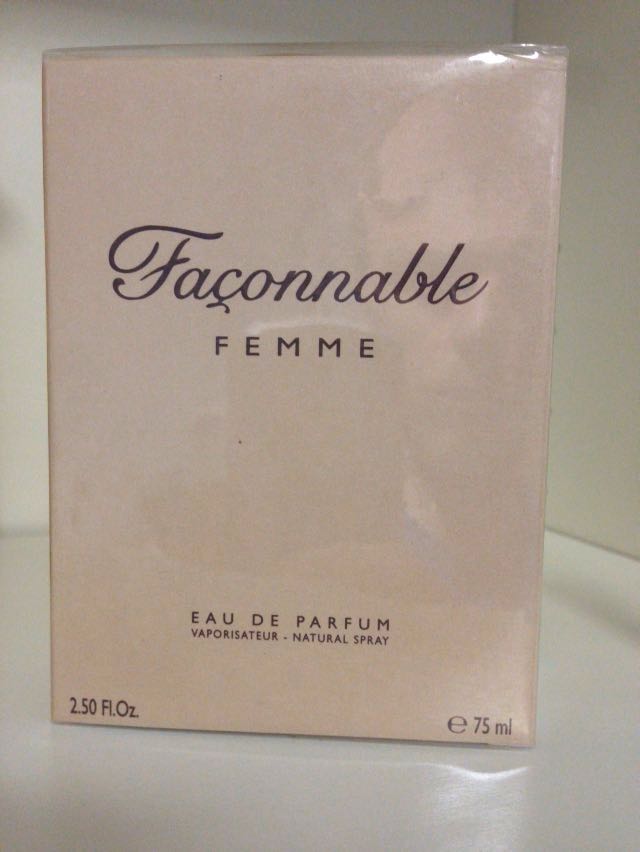 Façonnable
FEMME
EAU DE PARFUM
VAPORISATEUR - NATURAL SPRAY
2.50 Fl.Oz.
℮ 75 ml